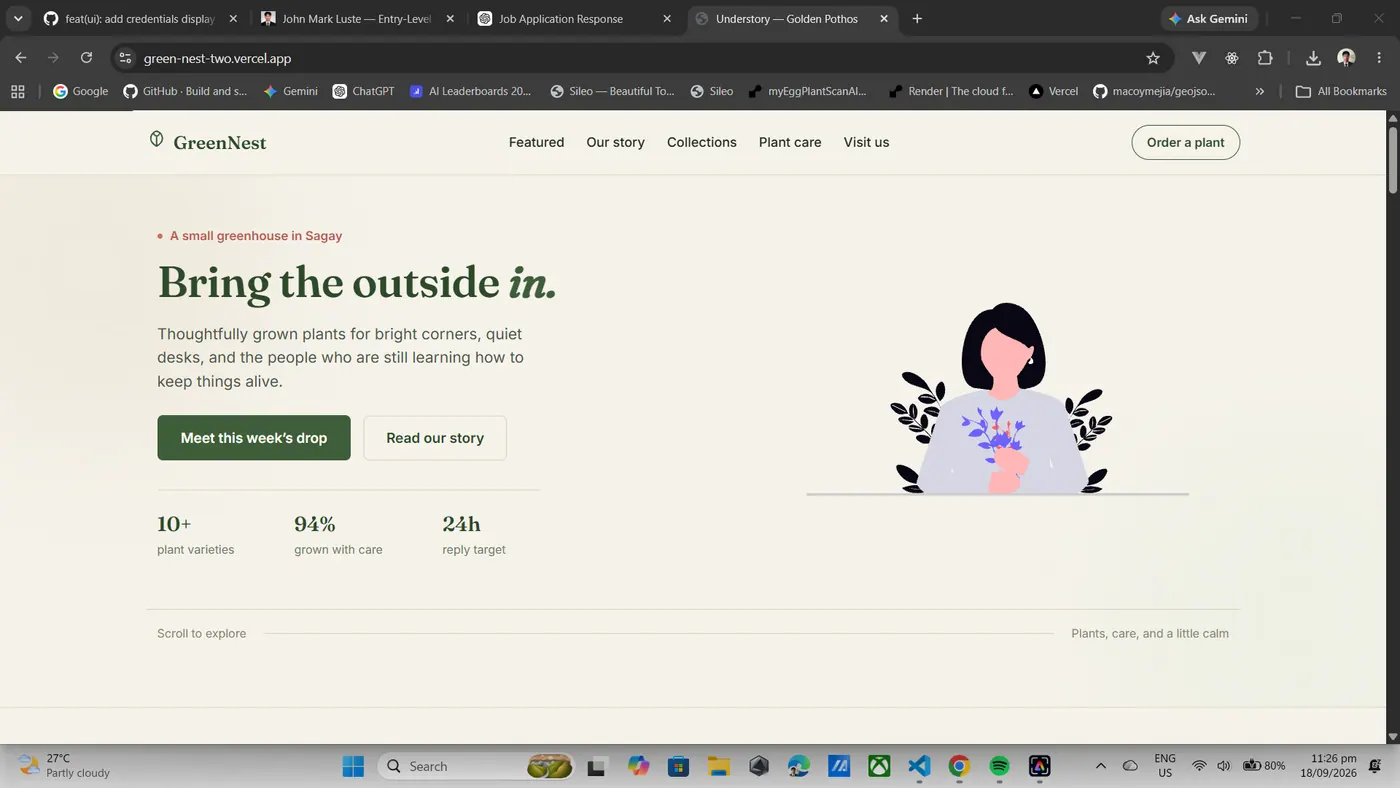 feat(ui): add credentials display
John Mark Luste — Entry-Level
Job Application Response
Understory — Golden Pothos
Ask Gemini
green-nest-two.vercel.app
Google
GitHub · Build and s...
Gemini
ChatGPT
AI Leaderboards 20...
Sileo — Beautiful To...
Sileo
myEggPlantScanAI...
Render | The cloud f...
Vercel
macoymejia/geojso...
All Bookmarks
GreenNest
Featured
Our story
Collections
Plant care
Visit us
Order a plant
A small greenhouse in Sagay
Bring the outside in.
Thoughtfully grown plants for bright corners, quiet
desks, and the people who are still learning how to
keep things alive.
Meet this week's drop
Read our story
10+
94%
24h
plant varieties
grown with care
reply target
Scroll to explore
Plants, care, and a little calm
27°C
Partly cloudy
Search
ENG
US
80%
11:26 pm
18/09/2026